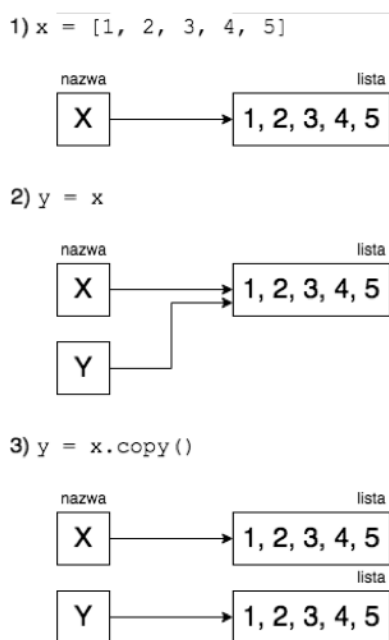 1) x = [1, 2, 3, 4, 5]
nazwa lista
X 1, 2, 3, 4, 5
2) y = x
nazwa lista
X 1, 2, 3, 4, 5
Y
3) y = x.copy()
nazwa lista
X 1, 2, 3, 4, 5
lista
Y 1, 2, 3, 4, 5